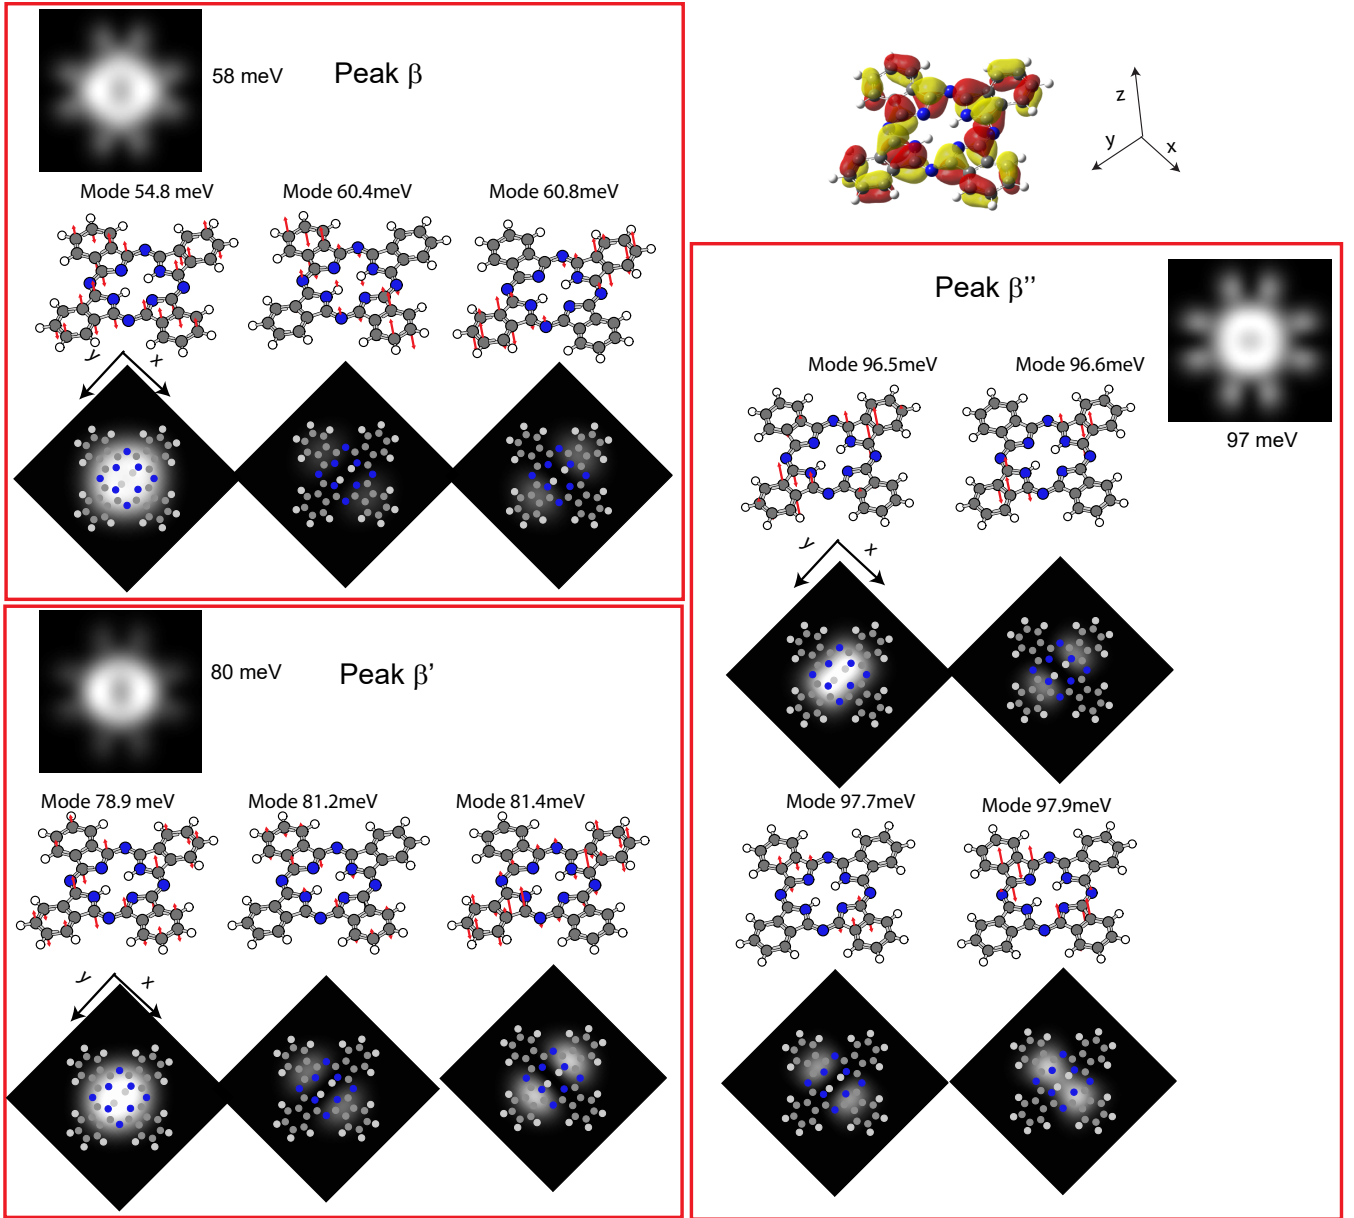 58 meV
Peak β
Mode 54.8 meV
Mode 60.4meV
Mode 60.8meV
y
x
80 meV
Peak β’
Mode 78.9 meV
Mode 81.2meV
Mode 81.4meV
y
x
z
y
x
Peak β’’
97 meV
Mode 96.5meV
Mode 96.6meV
y
x
Mode 97.7meV
Mode 97.9meV